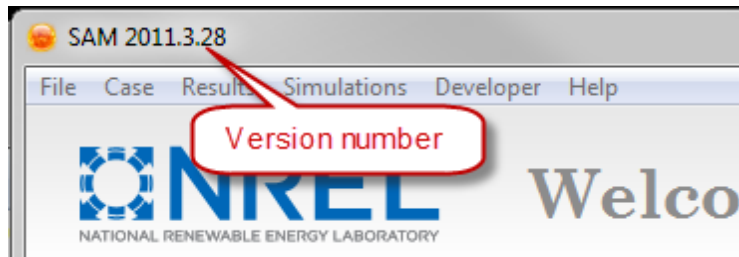 SAM 2011.3.28
File Case Results Simulations Developer Help
Version number
NREL Welco
NATIONAL RENEWABLE ENERGY LABORATORY